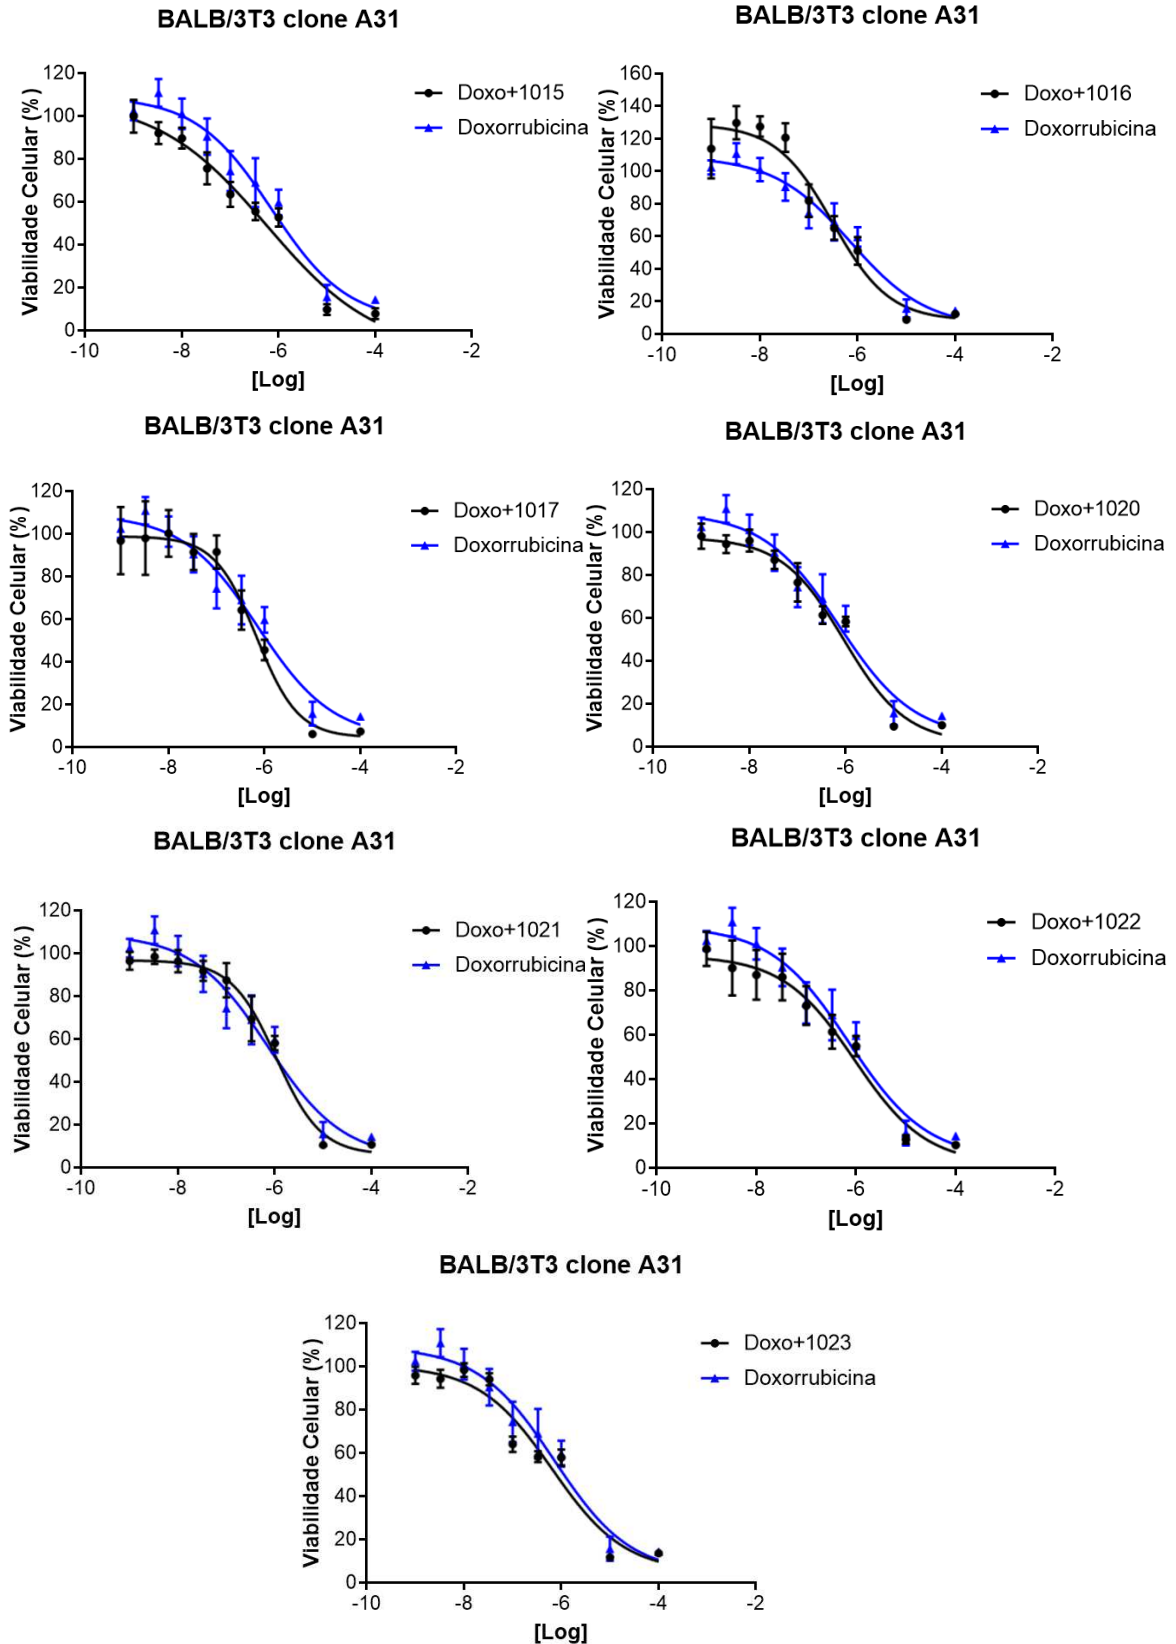 BALB/3T3 clone A31
Viabilidade Celular (%)
120
100
80
60
40
20
0
-10
-8
-6
-4
-2
[Log]
Doxo+1015
Doxorrubicina
BALB/3T3 clone A31
Viabilidade Celular (%)
160
140
120
100
80
60
40
20
0
-10
-8
-6
-4
-2
[Log]
Doxo+1016
Doxorrubicina
BALB/3T3 clone A31
Viabilidade Celular (%)
120
100
80
60
40
20
0
-10
-8
-6
-4
-2
[Log]
Doxo+1017
Doxorrubicina
BALB/3T3 clone A31
Viabilidade Celular (%)
120
100
80
60
40
20
0
-10
-8
-6
-4
-2
[Log]
Doxo+1020
Doxorrubicina
BALB/3T3 clone A31
Viabilidade Celular (%)
120
100
80
60
40
20
0
-10
-8
-6
-4
-2
[Log]
Doxo+1021
Doxorrubicina
BALB/3T3 clone A31
Viabilidade Celular (%)
120
100
80
60
40
20
0
-10
-8
-6
-4
-2
[Log]
Doxo+1022
Doxorrubicina
BALB/3T3 clone A31
Viabilidade Celular (%)
120
100
80
60
40
20
0
-10
-8
-6
-4
-2
[Log]
Doxo+1023
Doxorrubicina